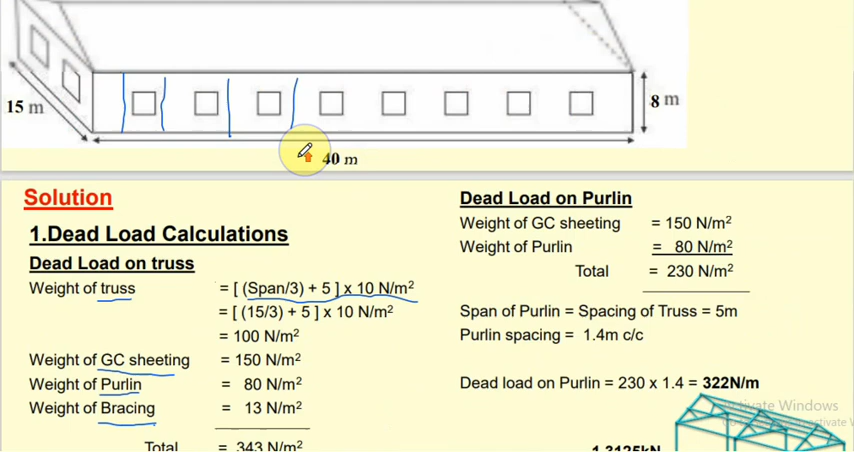 15 m
8 m
40 m
Solution
1.Dead Load Calculations
Dead Load on truss
Weight of truss = [ (Span/3) + 5 ] x 10 N/m²
= [ (15/3) + 5 ] x 10 N/m²
= 100 N/m²
Weight of GC sheeting = 150 N/m²
Weight of Purlin = 80 N/m²
Weight of Bracing = 13 N/m²
Total = 343 N/m²
Dead Load on Purlin
Weight of GC sheeting = 150 N/m²
Weight of Purlin = 80 N/m²
Total = 230 N/m²
Span of Purlin = Spacing of Truss = 5m
Purlin spacing = 1.4m c/c
Dead load on Purlin = 230 x 1.4 = 322N/m
Activate Windows
1.3125kN